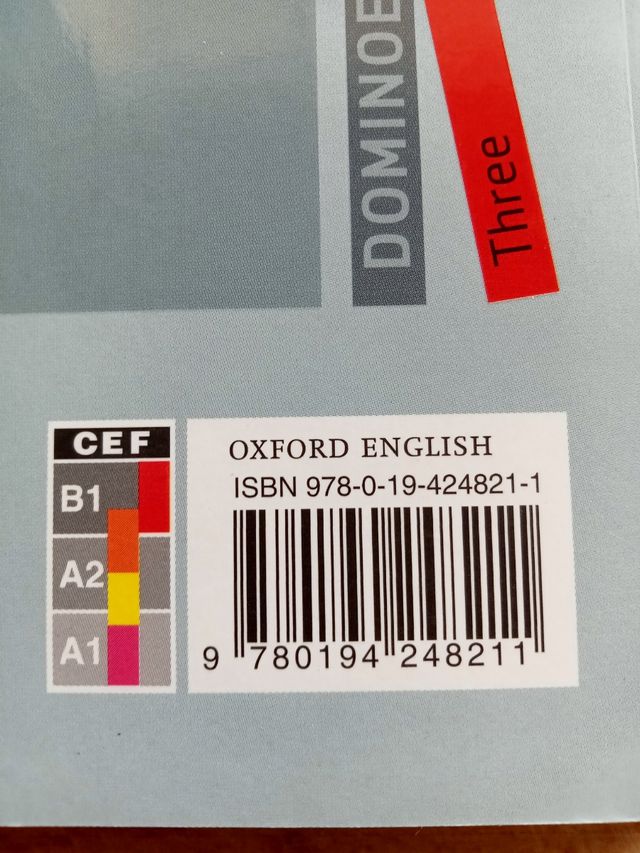 DOMINOE
Three
CEF
B1
A2
A1
OXFORD ENGLISH
ISBN 978-0-19-424821-1
9 780194 248211